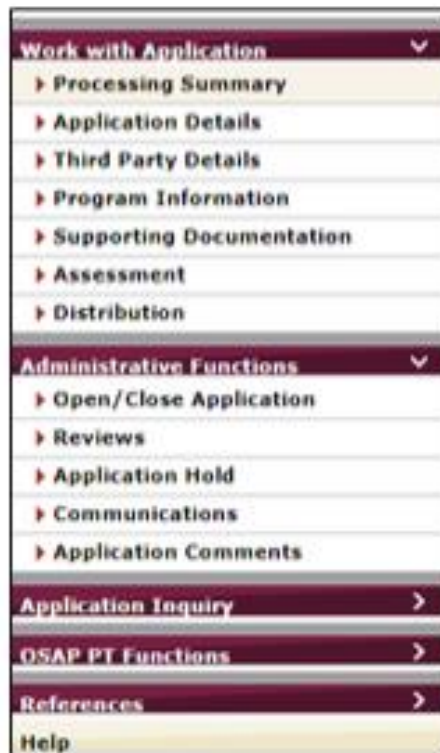 Work with Application
Processing Summary
Application Details
Third Party Details
Program Information
Supporting Documentation
Assessment
Distribution
Administrative Functions
Open/Close Application
Reviews
Application Hold
Communications
Application Comments
Application Inquiry
OSAP PT Functions
References
Help